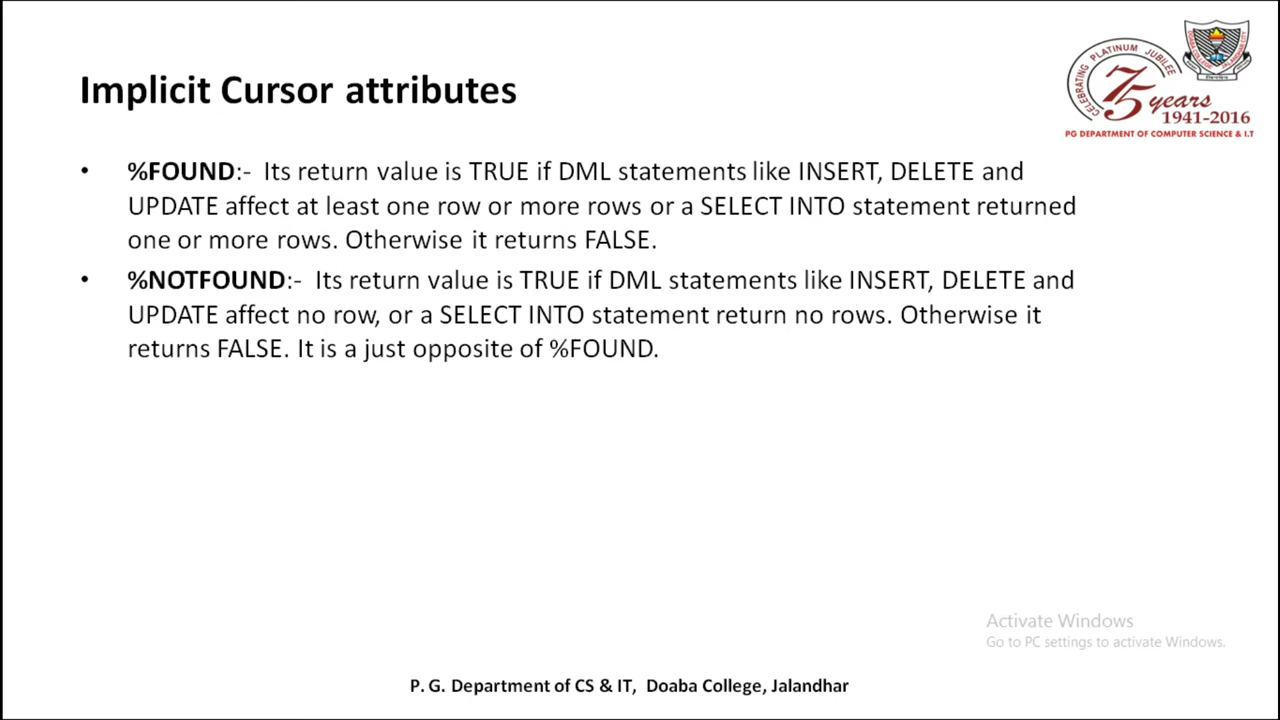 Implicit Cursor attributes
CELEBRATING PLATINUM JUBILEE
75 years
1941-2016
PG DEPARTMENT OF COMPUTER SCIENCE & I.T
• %FOUND:- Its return value is TRUE if DML statements like INSERT, DELETE and
UPDATE affect at least one row or more rows or a SELECT INTO statement returned
one or more rows. Otherwise it returns FALSE.
• %NOTFOUND:- Its return value is TRUE if DML statements like INSERT, DELETE and
UPDATE affect no row, or a SELECT INTO statement return no rows. Otherwise it
returns FALSE. It is a just opposite of %FOUND.
Activate Windows
Go to PC settings to activate Windows.
P. G. Department of CS & IT, Doaba College, Jalandhar